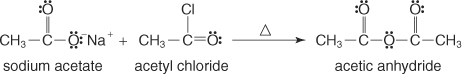 O Cl O O
CH₃—C—O:⁻Na⁺ + CH₃—C=O: △ CH₃—C—O—C—CH₃
sodium acetate acetyl chloride acetic anhydride